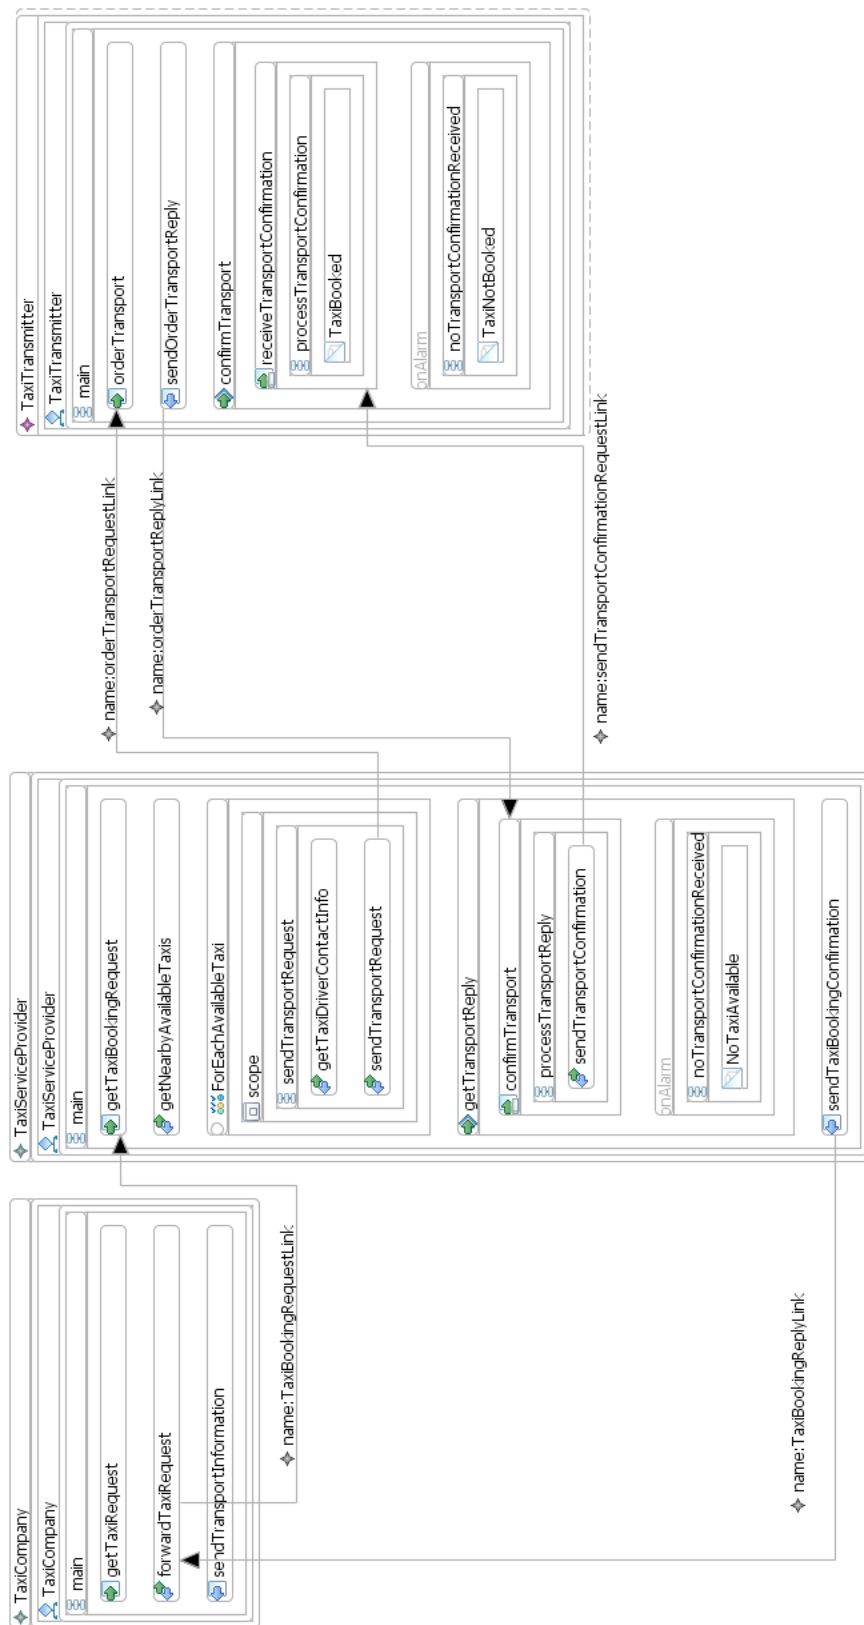 TaxiCompany
TaxiCompany
main
getTaxiRequest
forwardTaxiRequest
sendTransportInformation
name:TaxiBookingRequestLink
name:TaxiBookingReplyLink
TaxiServiceProvider
TaxiServiceProvider
main
getTaxiBookingRequest
getNearbyAvailableTaxis
ForEachAvailableTaxi
scope
sendTransportRequest
getTaxiDriverContactInfo
sendTransportRequest
getTransportReply
confirmTransport
processTransportReply
sendTransportConfirmation
onAlarm
noTransportConfirmationReceived
NoTaxiAvailable
sendTaxiBookingConfirmation
name:orderTransportRequestLink
name:orderTransportReplyLink
name:sendTransportConfirmationRequestLink
TaxiTransmitter
TaxiTransmitter
main
orderTransport
sendOrderTransportReply
confirmTransport
receiveTransportConfirmation
processTransportConfirmation
TaxiBooked
onAlarm
noTransportConfirmationReceived
TaxiNotBooked